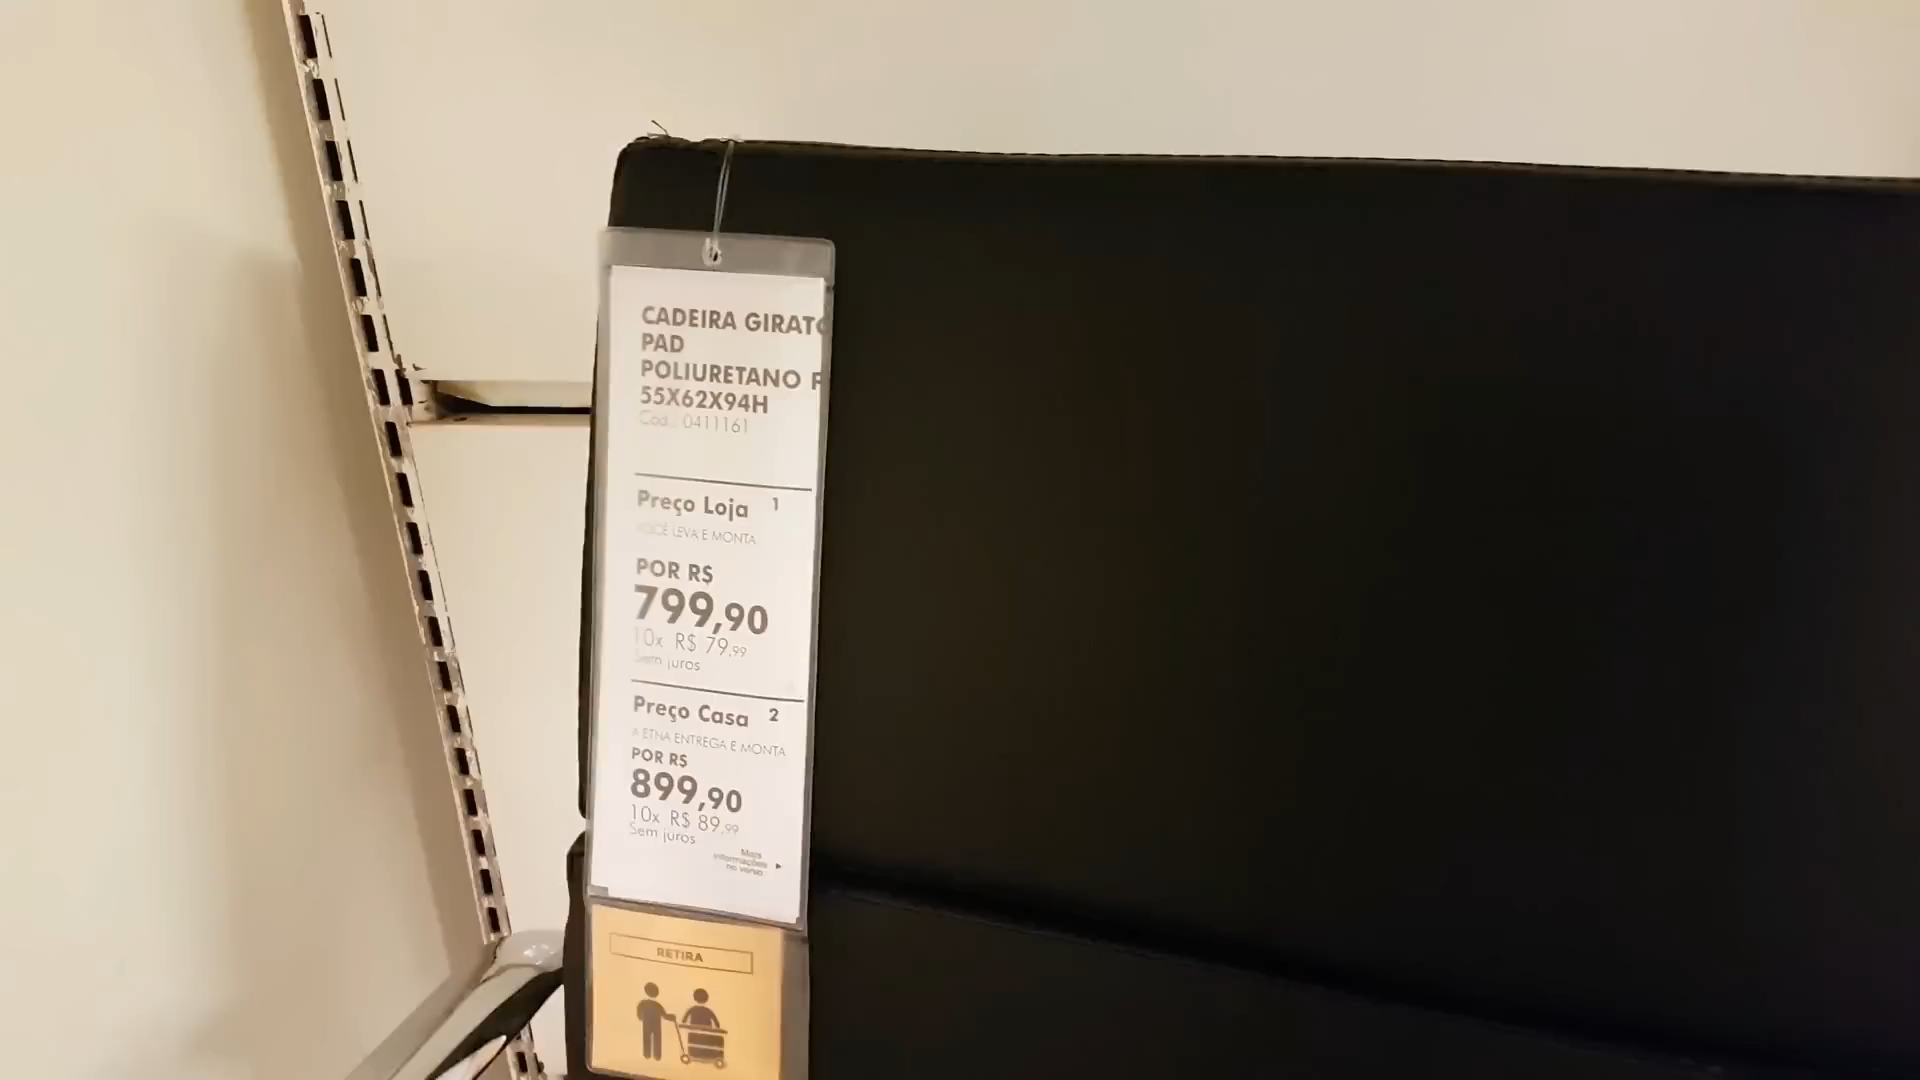 CADEIRA GIRATO
PAD
POLIURETANO P
55X62X94H
Cód.: 0411161
Preço Loja 1
VOCÊ LEVA E MONTA
POR R$
799,90
10x R$ 79,99
Sem juros
Preço Casa 2
A ETNA ENTREGA E MONTA
POR R$
899,90
10x R$ 89,99
Sem juros
Mais
informações
no verso
RETIRA